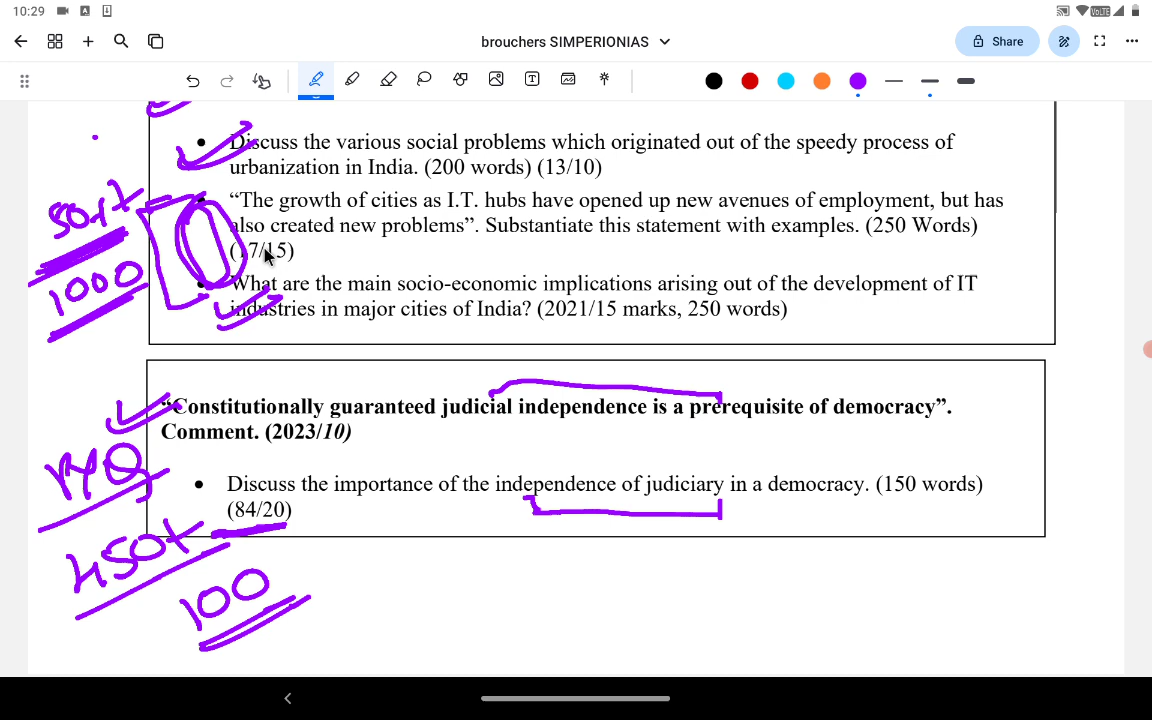 10:29
VoLTE
brouchers SIMPERIONIAS
Share
Discuss the various social problems which originated out of the speedy process of
urbanization in India. (200 words) (13/10)
“The growth of cities as I.T. hubs have opened up new avenues of employment, but has
also created new problems”. Substantiate this statement with examples. (250 Words)
(17/15)
What are the main socio-economic implications arising out of the development of IT
industries in major cities of India? (2021/15 marks, 250 words)
1000
“Constitutionally guaranteed judicial independence is a prerequisite of democracy”.
Comment. (2023/10)
PYQ
Discuss the importance of the independence of judiciary in a democracy. (150 words)
(84/20)
450+
100